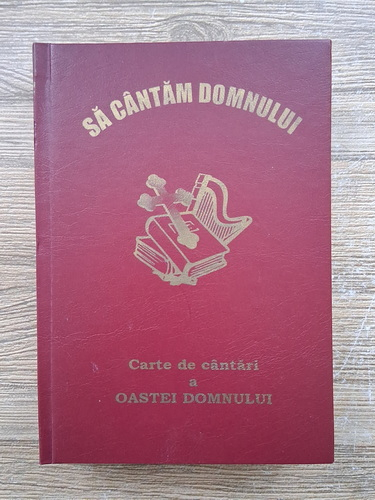 SĂ CÂNTĂM DOMNULUI
Carte de cântări
a
OASTEI DOMNULUI